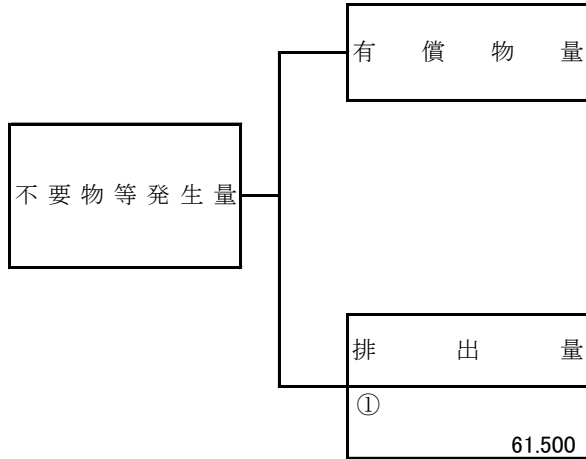 有償物量
不要物等発生量
排出量
①
61.500